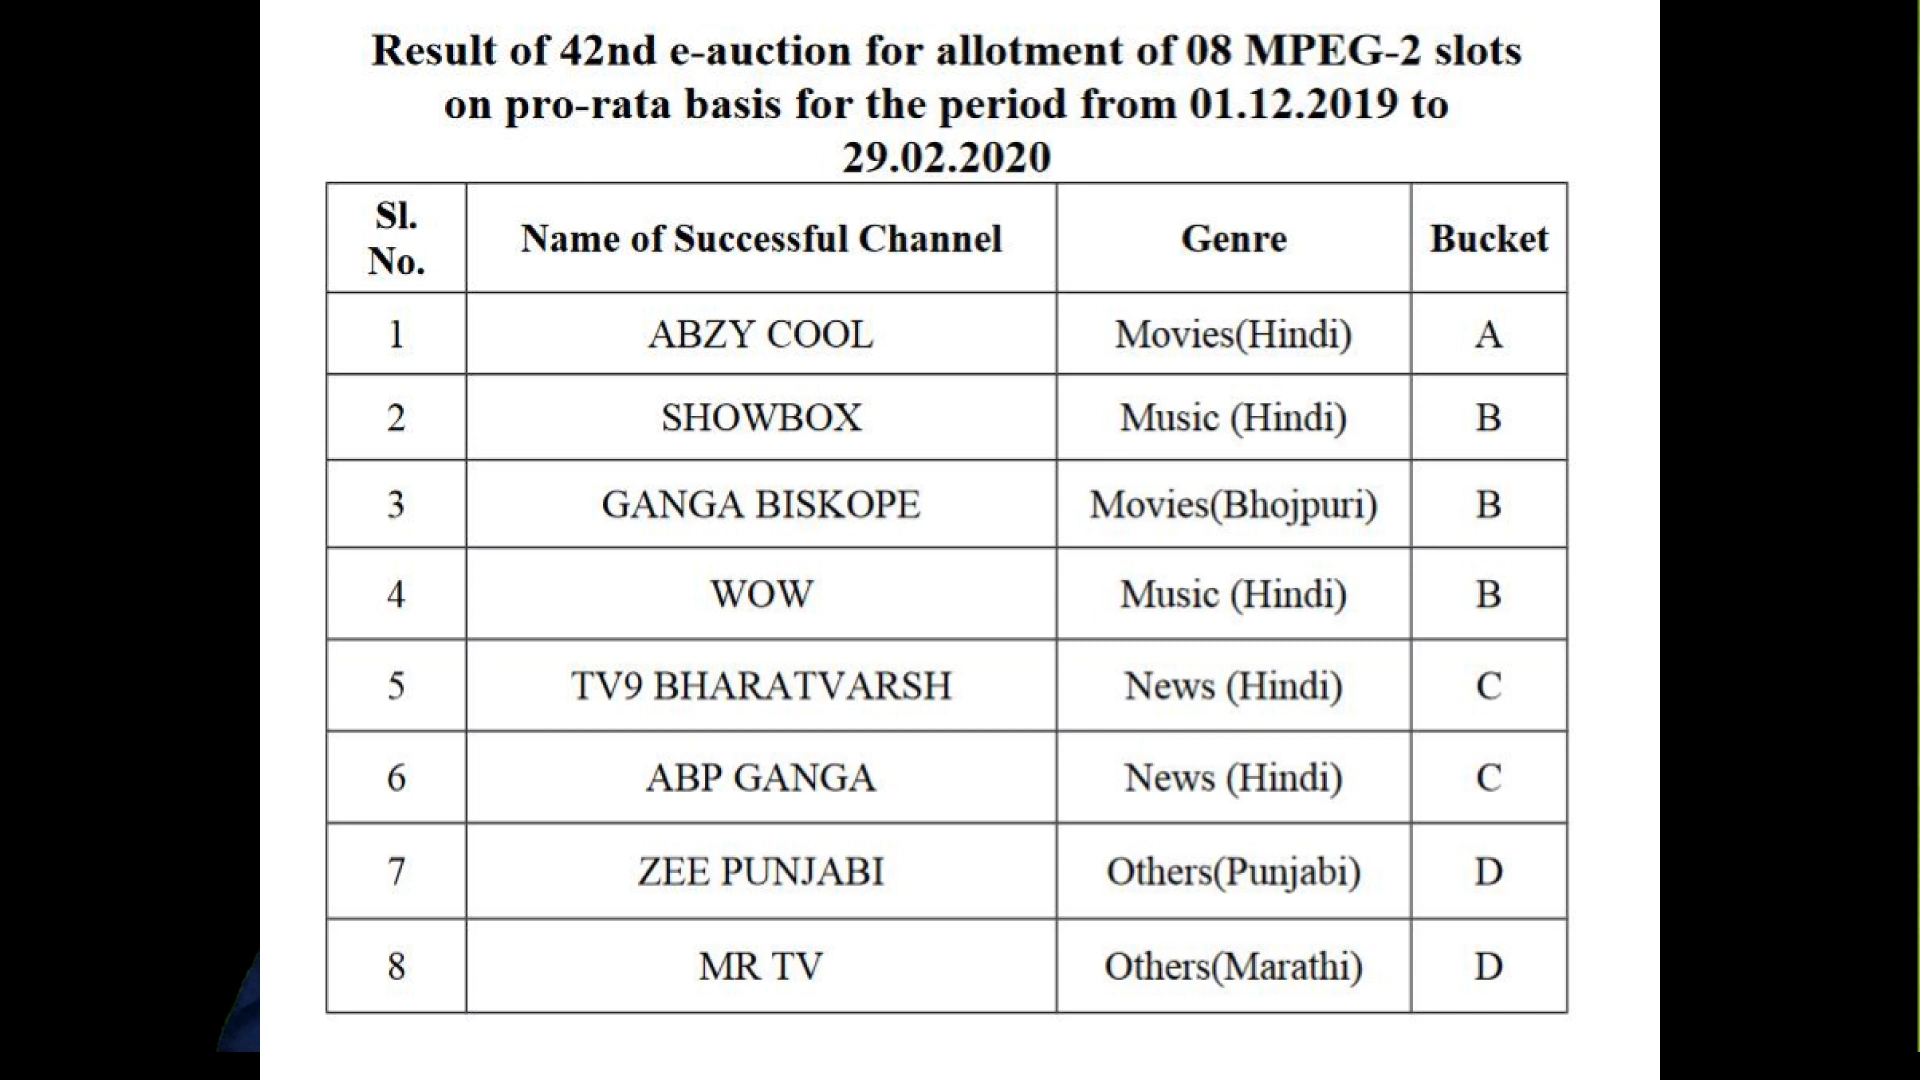 Result of 42nd e-auction for allotment of 08 MPEG-2 slots
on pro-rata basis for the period from 01.12.2019 to
29.02.2020
Sl. No. Name of Successful Channel Genre Bucket
1 ABZY COOL Movies(Hindi) A
2 SHOWBOX Music (Hindi) B
3 GANGA BISKOPE Movies(Bhojpuri) B
4 WOW Music (Hindi) B
5 TV9 BHARATVARSH News (Hindi) C
6 ABP GANGA News (Hindi) C
7 ZEE PUNJABI Others(Punjabi) D
8 MR TV Others(Marathi) D